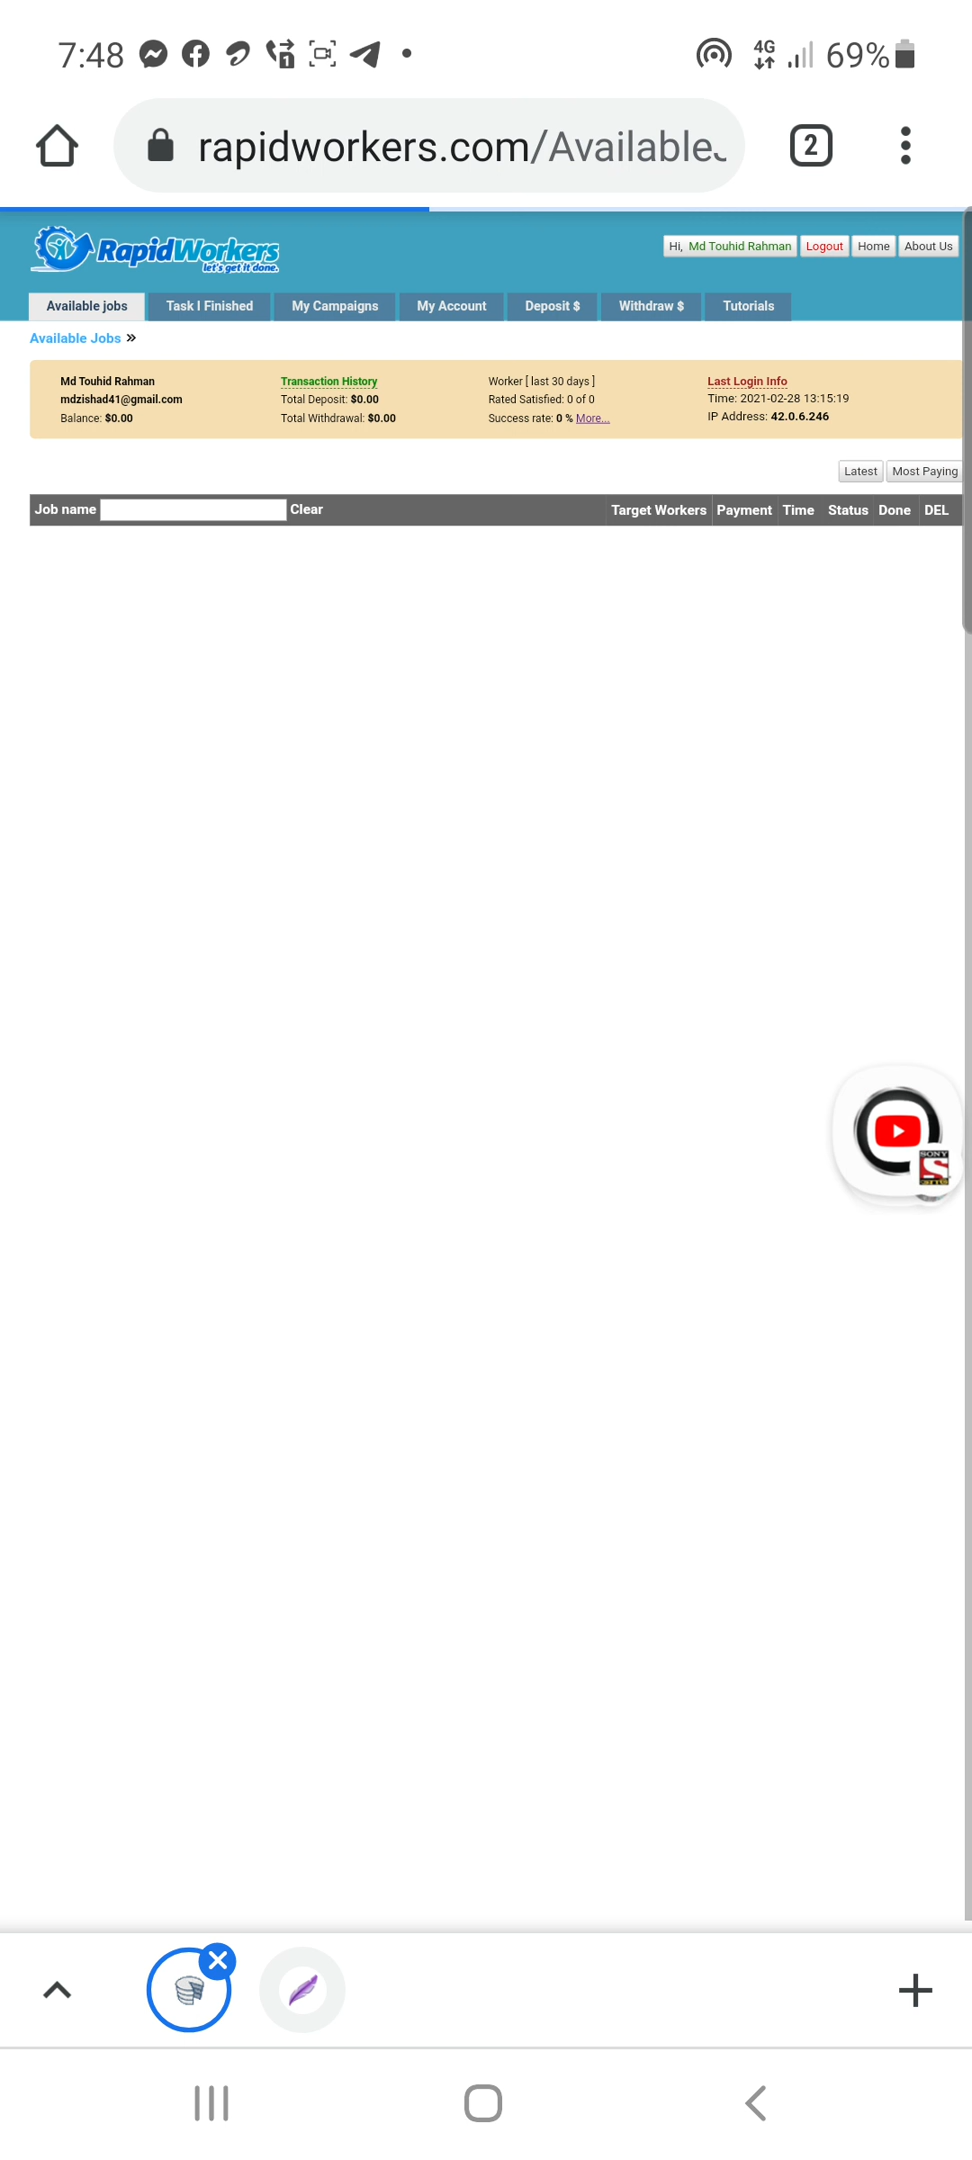 7:48 1 4G 69%
rapidworkers.com/Available
2
RapidWorkers
let's get it done.
Hi, Md Touhid Rahman Logout Home About Us
Available jobs Task I Finished My Campaigns My Account Deposit $ Withdraw $ Tutorials
Available Jobs »
Md Touhid Rahman Transaction History Worker [ last 30 days ] Last Login Info
mdzishad41@gmail.com Total Deposit: $0.00 Rated Satisfied: 0 of 0 Time: 2021-02-28 13:15:19
Balance: $0.00 Total Withdrawal: $0.00 Success rate: 0 % More... IP Address: 42.0.6.246
Latest Most Paying
Job name Clear Target Workers Payment Time Status Done DEL
SONY
S